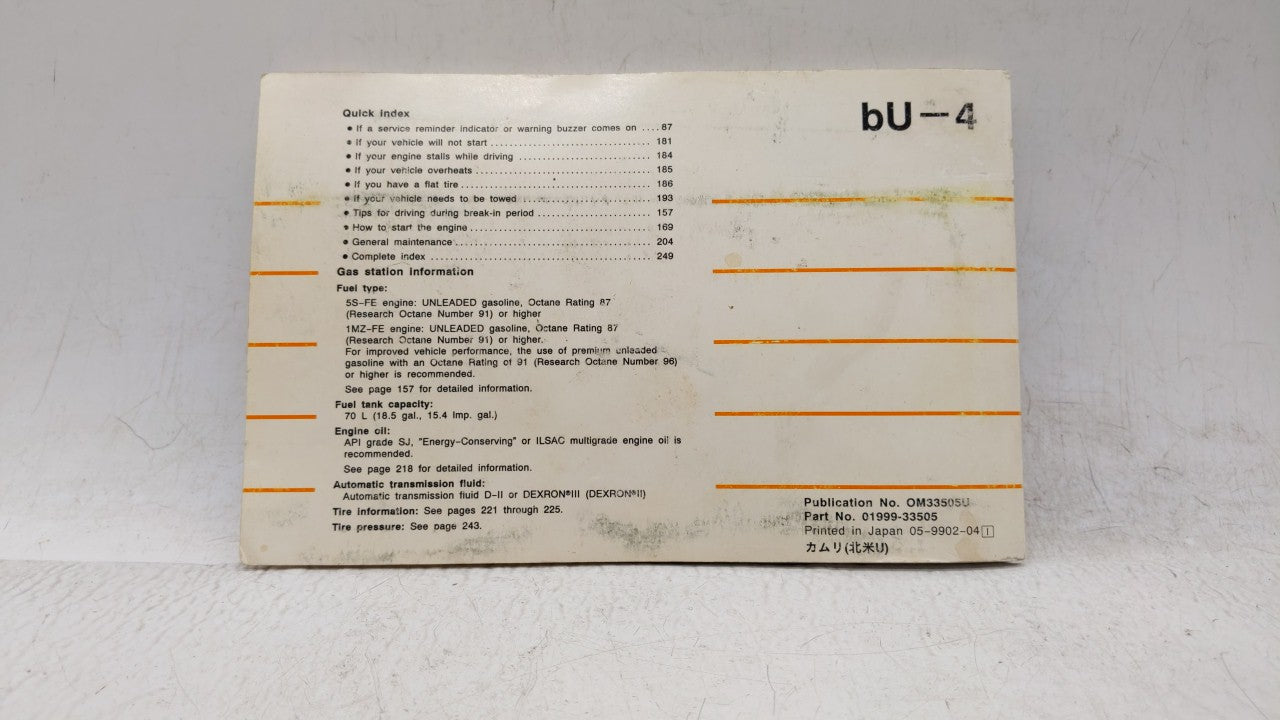 bU-4
Quick index
• If a service reminder indicator or warning buzzer comes on ....87
• If your vehicle will not start .................................... 181
• If your engine stalls while driving .............................. 184
• If your vehicle overheats ........................................ 185
• If you have a flat tire .......................................... 186
• If your vehicle needs to be towed ............................... 193
• Tips for driving during break-in period ......................... 157
• How to start the engine ......................................... 169
• General maintenance ............................................. 204
• Complete index .................................................. 249
Gas station information
Fuel type:
5S-FE engine: UNLEADED gasoline, Octane Rating 87
(Research Octane Number 91) or higher
1MZ-FE engine: UNLEADED gasoline, Octane Rating 87
(Research Octane Number 91) or higher.
For improved vehicle performance, the use of premium unleaded
gasoline with an Octane Rating of 91 (Research Octane Number 96)
or higher is recommended.
See page 157 for detailed information.
Fuel tank capacity:
70 L (18.5 gal., 15.4 Imp. gal.)
Engine oil:
API grade SJ, "Energy-Conserving" or ILSAC multigrade engine oil is
recommended.
See page 218 for detailed information.
Automatic transmission fluid:
Automatic transmission fluid D-II or DEXRON®III (DEXRON®II)
Tire information: See pages 221 through 225.
Tire pressure: See page 243.
Publication No. OM33505U
Part No. 01999-33505
Printed in Japan 05-9902-04 I
カムリ(北米U)